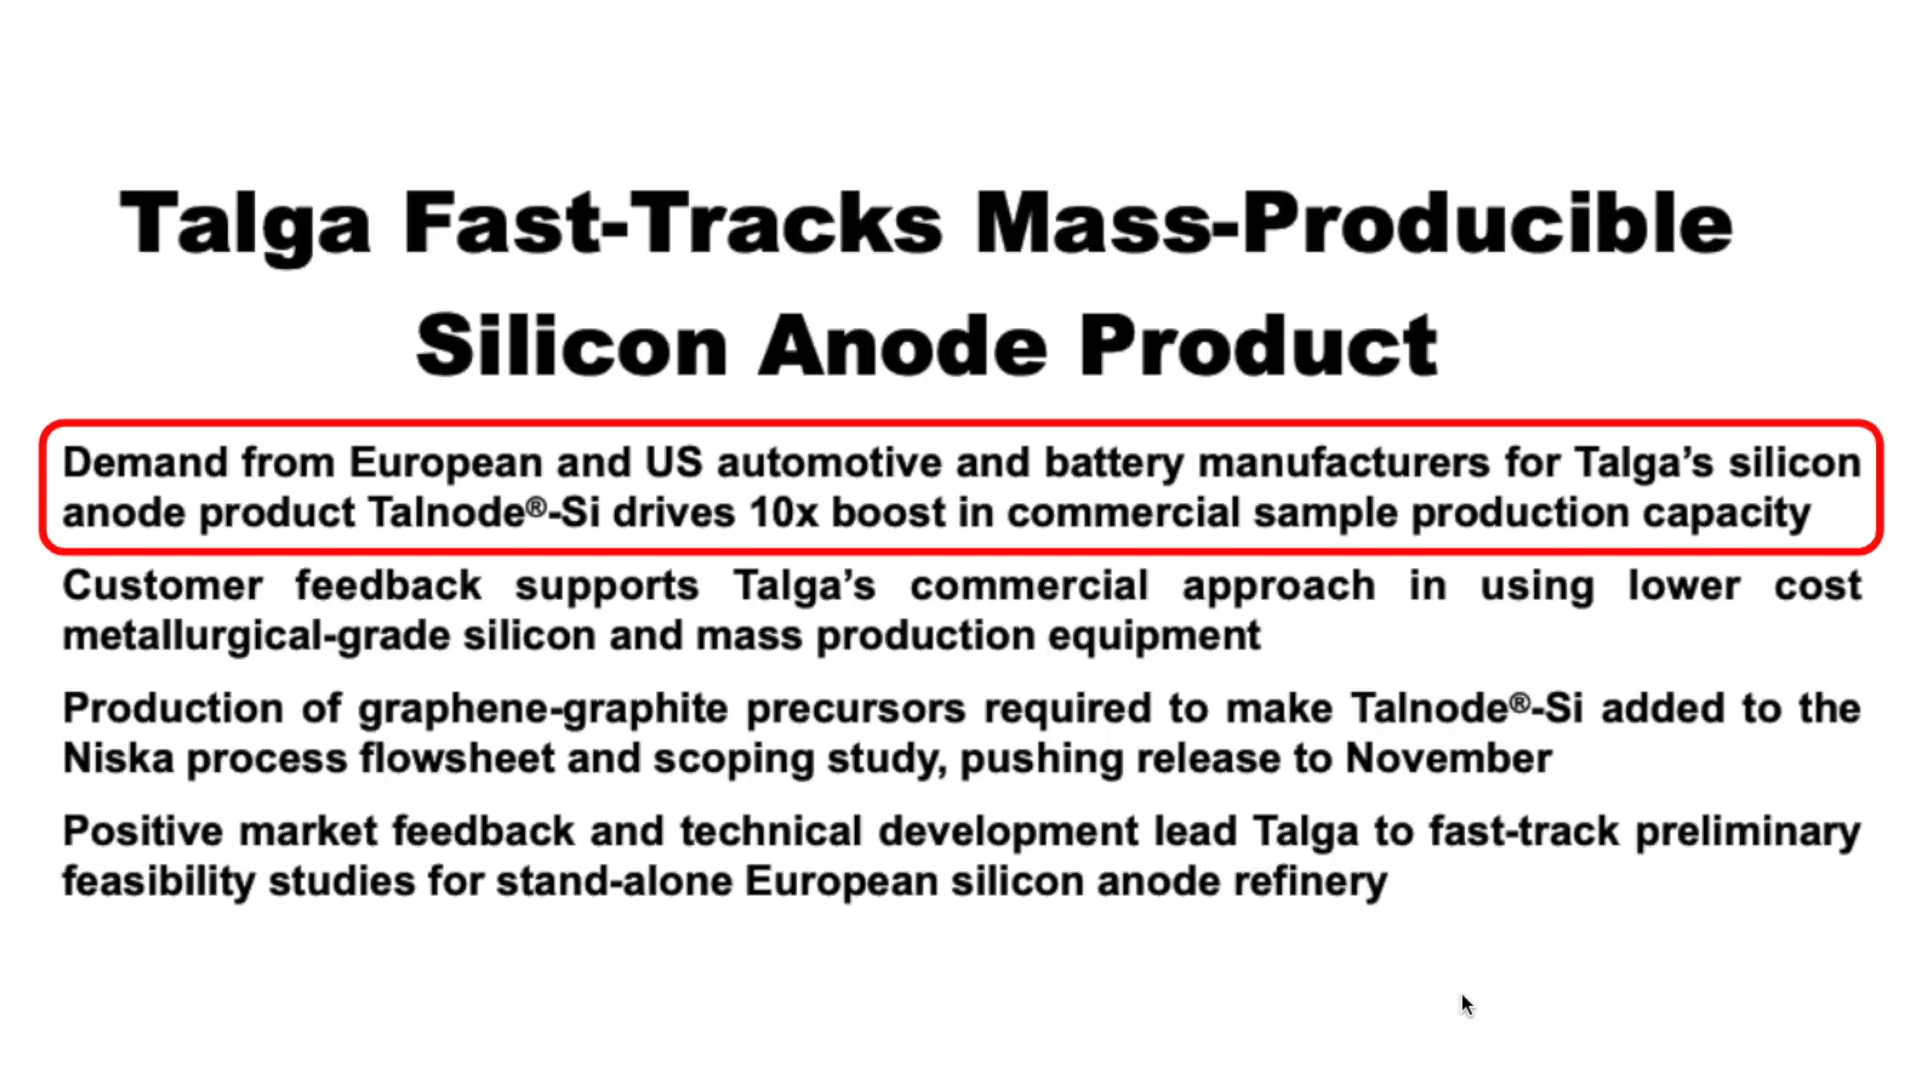 Talga Fast-Tracks Mass-Producible
Silicon Anode Product
Demand from European and US automotive and battery manufacturers for Talga’s silicon
anode product Talnode®-Si drives 10x boost in commercial sample production capacity
Customer feedback supports Talga’s commercial approach in using lower cost
metallurgical-grade silicon and mass production equipment
Production of graphene-graphite precursors required to make Talnode®-Si added to the
Niska process flowsheet and scoping study, pushing release to November
Positive market feedback and technical development lead Talga to fast-track preliminary
feasibility studies for stand-alone European silicon anode refinery